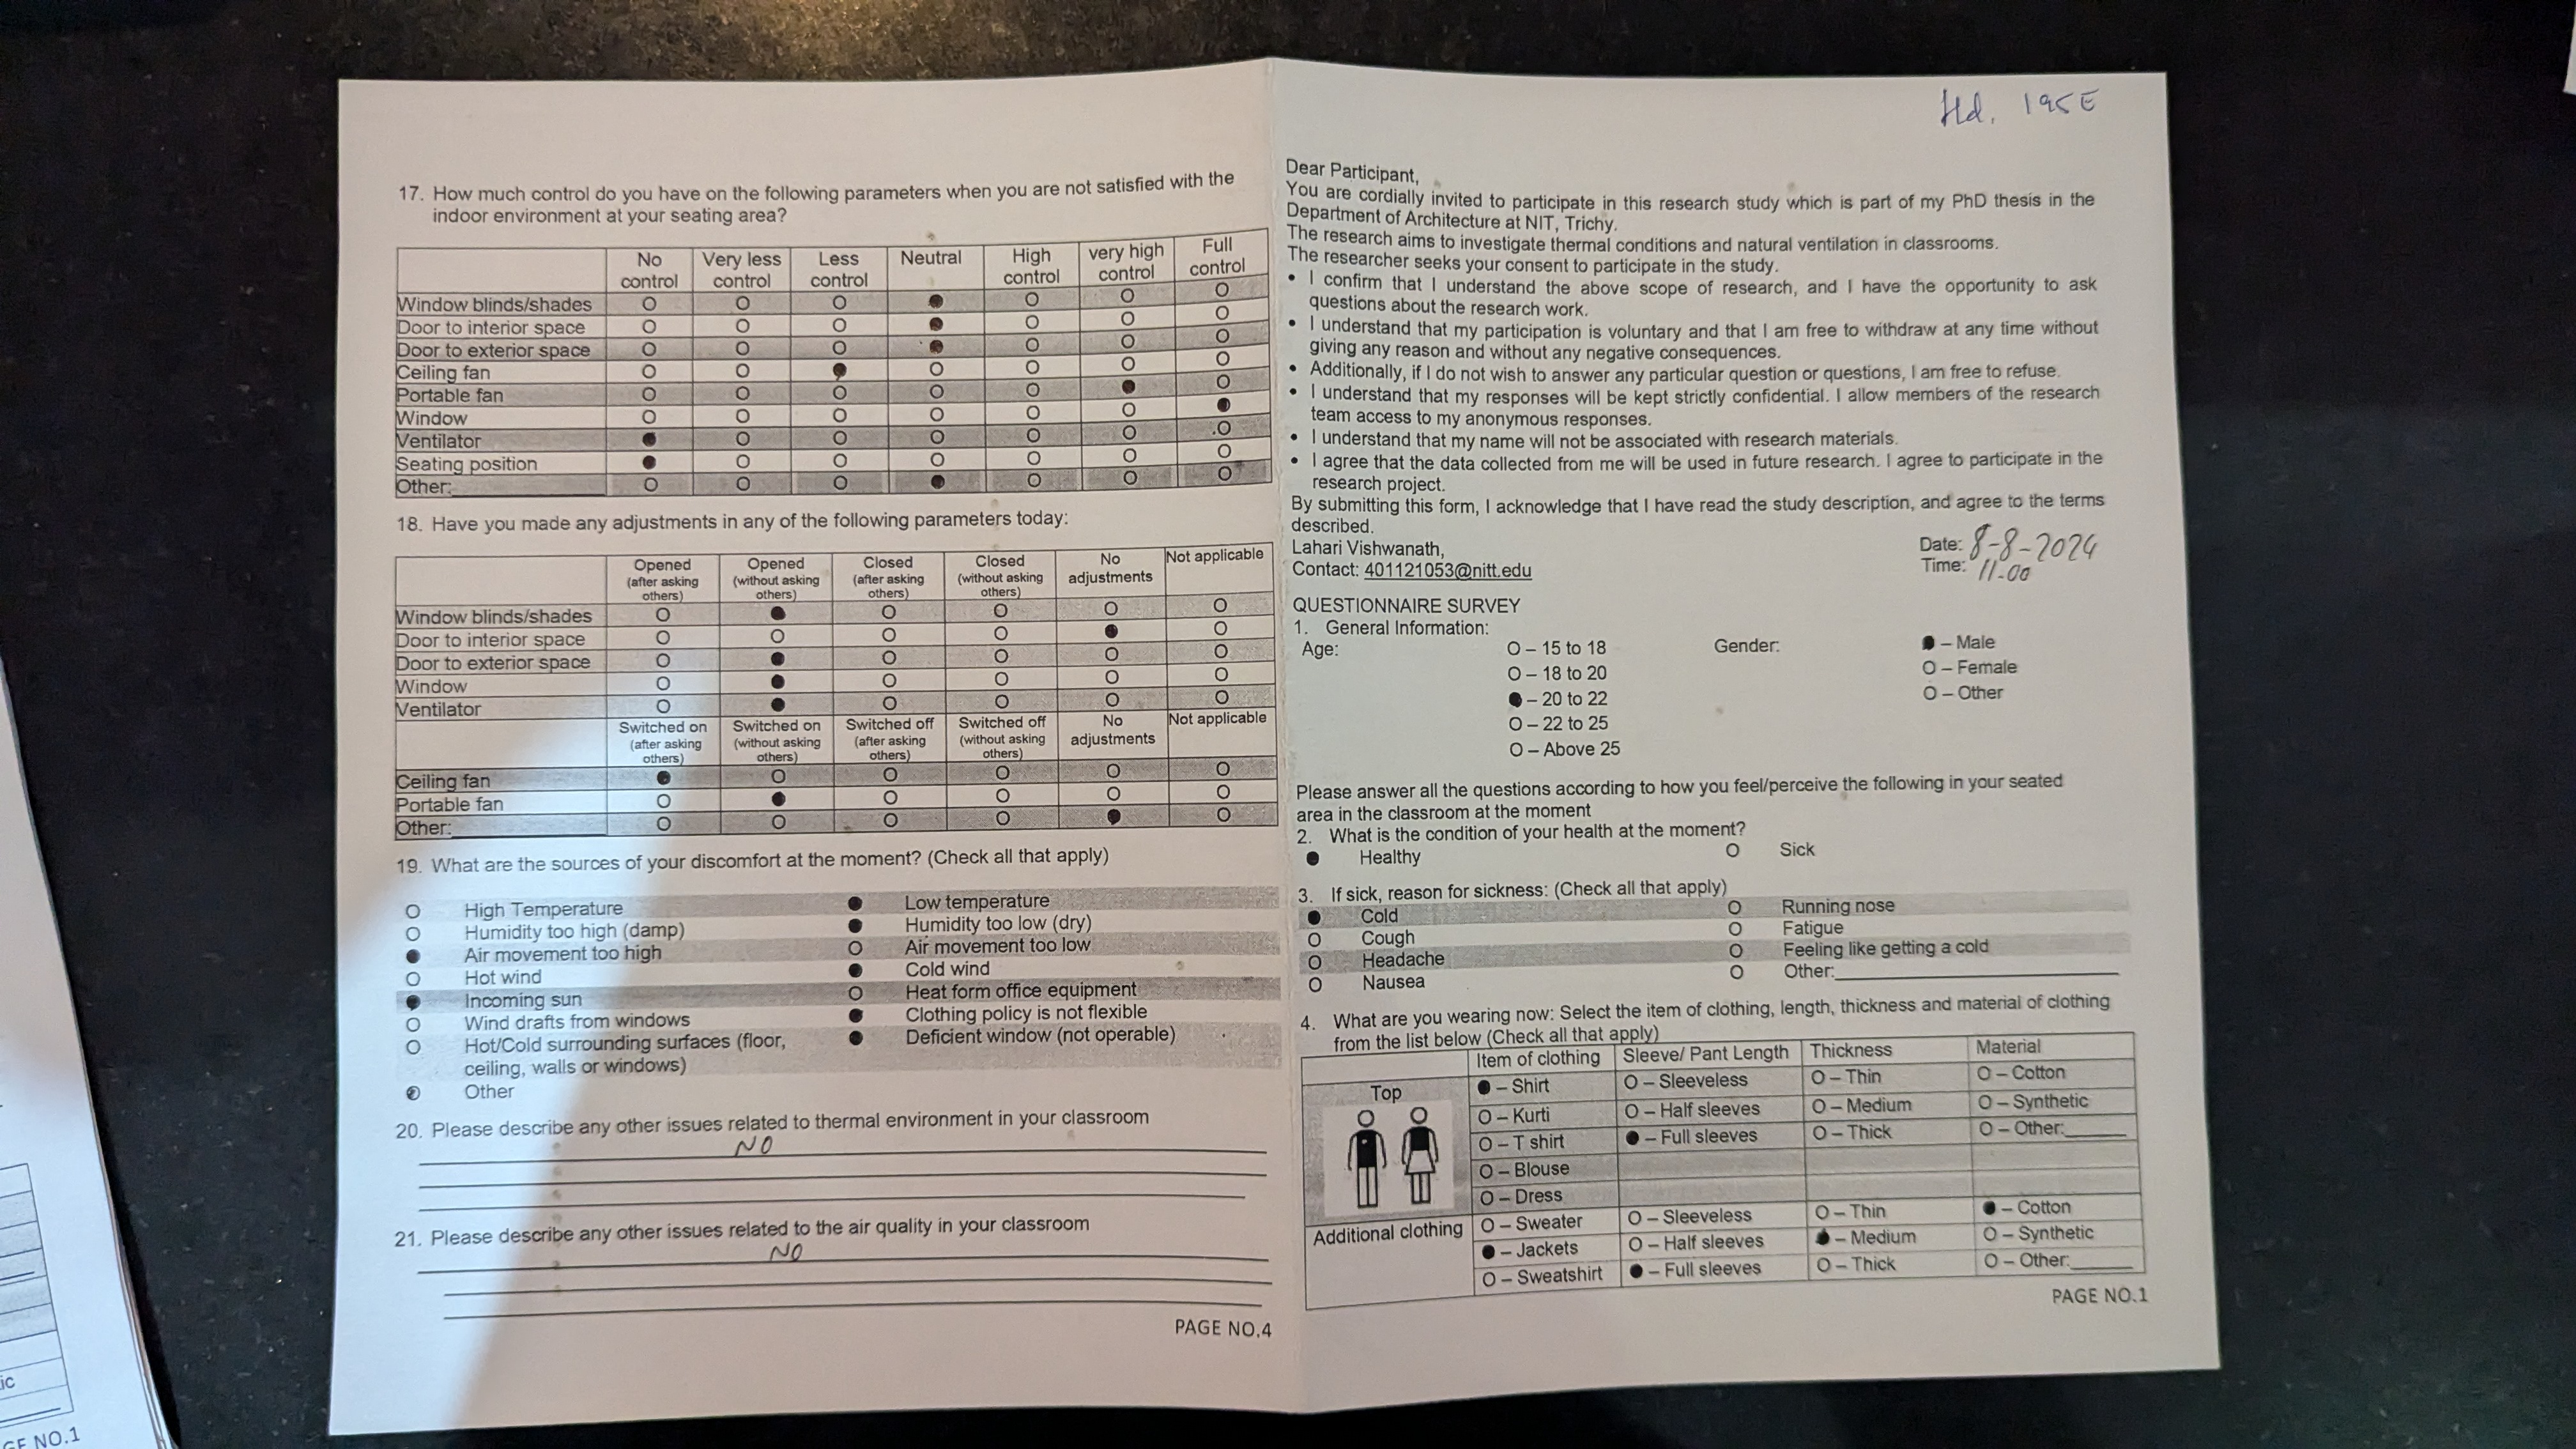 17. How much control do you have on the following parameters when you are not satisfied with the
indoor environment at your seating area?
No control Very less control Less control Neutral High control very high control Full control
Window blinds/shades O O O ● O O O
Door to interior space O O O ● O O O
Door to exterior space O O O ● O O O
Ceiling fan O O ● O O O O
Portable fan O O O O O ● O
Window O O O O O O ●
Ventilator ● O O O O O O
Seating position ● O O O O O O
Other: O O O ● O O O
18. Have you made any adjustments in any of the following parameters today:
Opened (after asking others) Opened (without asking others) Closed (after asking others) Closed (without asking others) No adjustments Not applicable
Window blinds/shades O ● O O O O
Door to interior space O O O O ● O
Door to exterior space O ● O O O O
Window O ● O O O O
Ventilator O ● O O O O
Switched on (after asking others) Switched on (without asking others) Switched off (after asking others) Switched off (without asking others) No adjustments Not applicable
Ceiling fan ● O O O O O
Portable fan O ● O O O O
Other: O O O O ● O
19. What are the sources of your discomfort at the moment? (Check all that apply)
O High Temperature ● Low temperature
O Humidity too high (damp) ● Humidity too low (dry)
● Air movement too high O Air movement too low
O Hot wind ● Cold wind
● Incoming sun O Heat form office equipment
O Wind drafts from windows ● Clothing policy is not flexible
O Hot/Cold surrounding surfaces (floor, ● Deficient window (not operable)
ceiling, walls or windows)
Other
20. Please describe any other issues related to thermal environment in your classroom
NO
21. Please describe any other issues related to the air quality in your classroom
NO
PAGE NO.4
195E
Dear Participant,
You are cordially invited to participate in this research study which is part of my PhD thesis in the
Department of Architecture at NIT, Trichy.
The research aims to investigate thermal conditions and natural ventilation in classrooms.
The researcher seeks your consent to participate in the study.
• I confirm that I understand the above scope of research, and I have the opportunity to ask
questions about the research work.
• I understand that my participation is voluntary and that I am free to withdraw at any time without
giving any reason and without any negative consequences.
• Additionally, if I do not wish to answer any particular question or questions, I am free to refuse.
• I understand that my responses will be kept strictly confidential. I allow members of the research
team access to my anonymous responses.
• I understand that my name will not be associated with research materials.
• I agree that the data collected from me will be used in future research. I agree to participate in the
research project.
By submitting this form, I acknowledge that I have read the study description, and agree to the terms
described.
Lahari Vishwanath, Date: 8-8-2024
Contact: 401121053@nitt.edu Time: 11-00
QUESTIONNAIRE SURVEY
1. General Information:
Age: O – 15 to 18 Gender: ● – Male
O – 18 to 20 O – Female
● – 20 to 22 O – Other
O – 22 to 25
O – Above 25
Please answer all the questions according to how you feel/perceive the following in your seated
area in the classroom at the moment
2. What is the condition of your health at the moment?
● Healthy O Sick
3. If sick, reason for sickness: (Check all that apply)
● Cold O Running nose
O Cough O Fatigue
O Headache O Feeling like getting a cold
O Nausea O Other:
4. What are you wearing now: Select the item of clothing, length, thickness and material of clothing
from the list below (Check all that apply)
Item of clothing Sleeve/ Pant Length Thickness Material
Top ● – Shirt O – Sleeveless O – Thin O – Cotton
O – Kurti O – Half sleeves O – Medium O – Synthetic
O – T shirt ● – Full sleeves O – Thick O – Other:
O – Blouse
O – Dress
Additional clothing O – Sweater O – Sleeveless O – Thin ● – Cotton
● – Jackets O – Half sleeves ● – Medium O – Synthetic
O – Sweatshirt ● – Full sleeves O – Thick O – Other:
PAGE NO.1
ic
GE NO.1